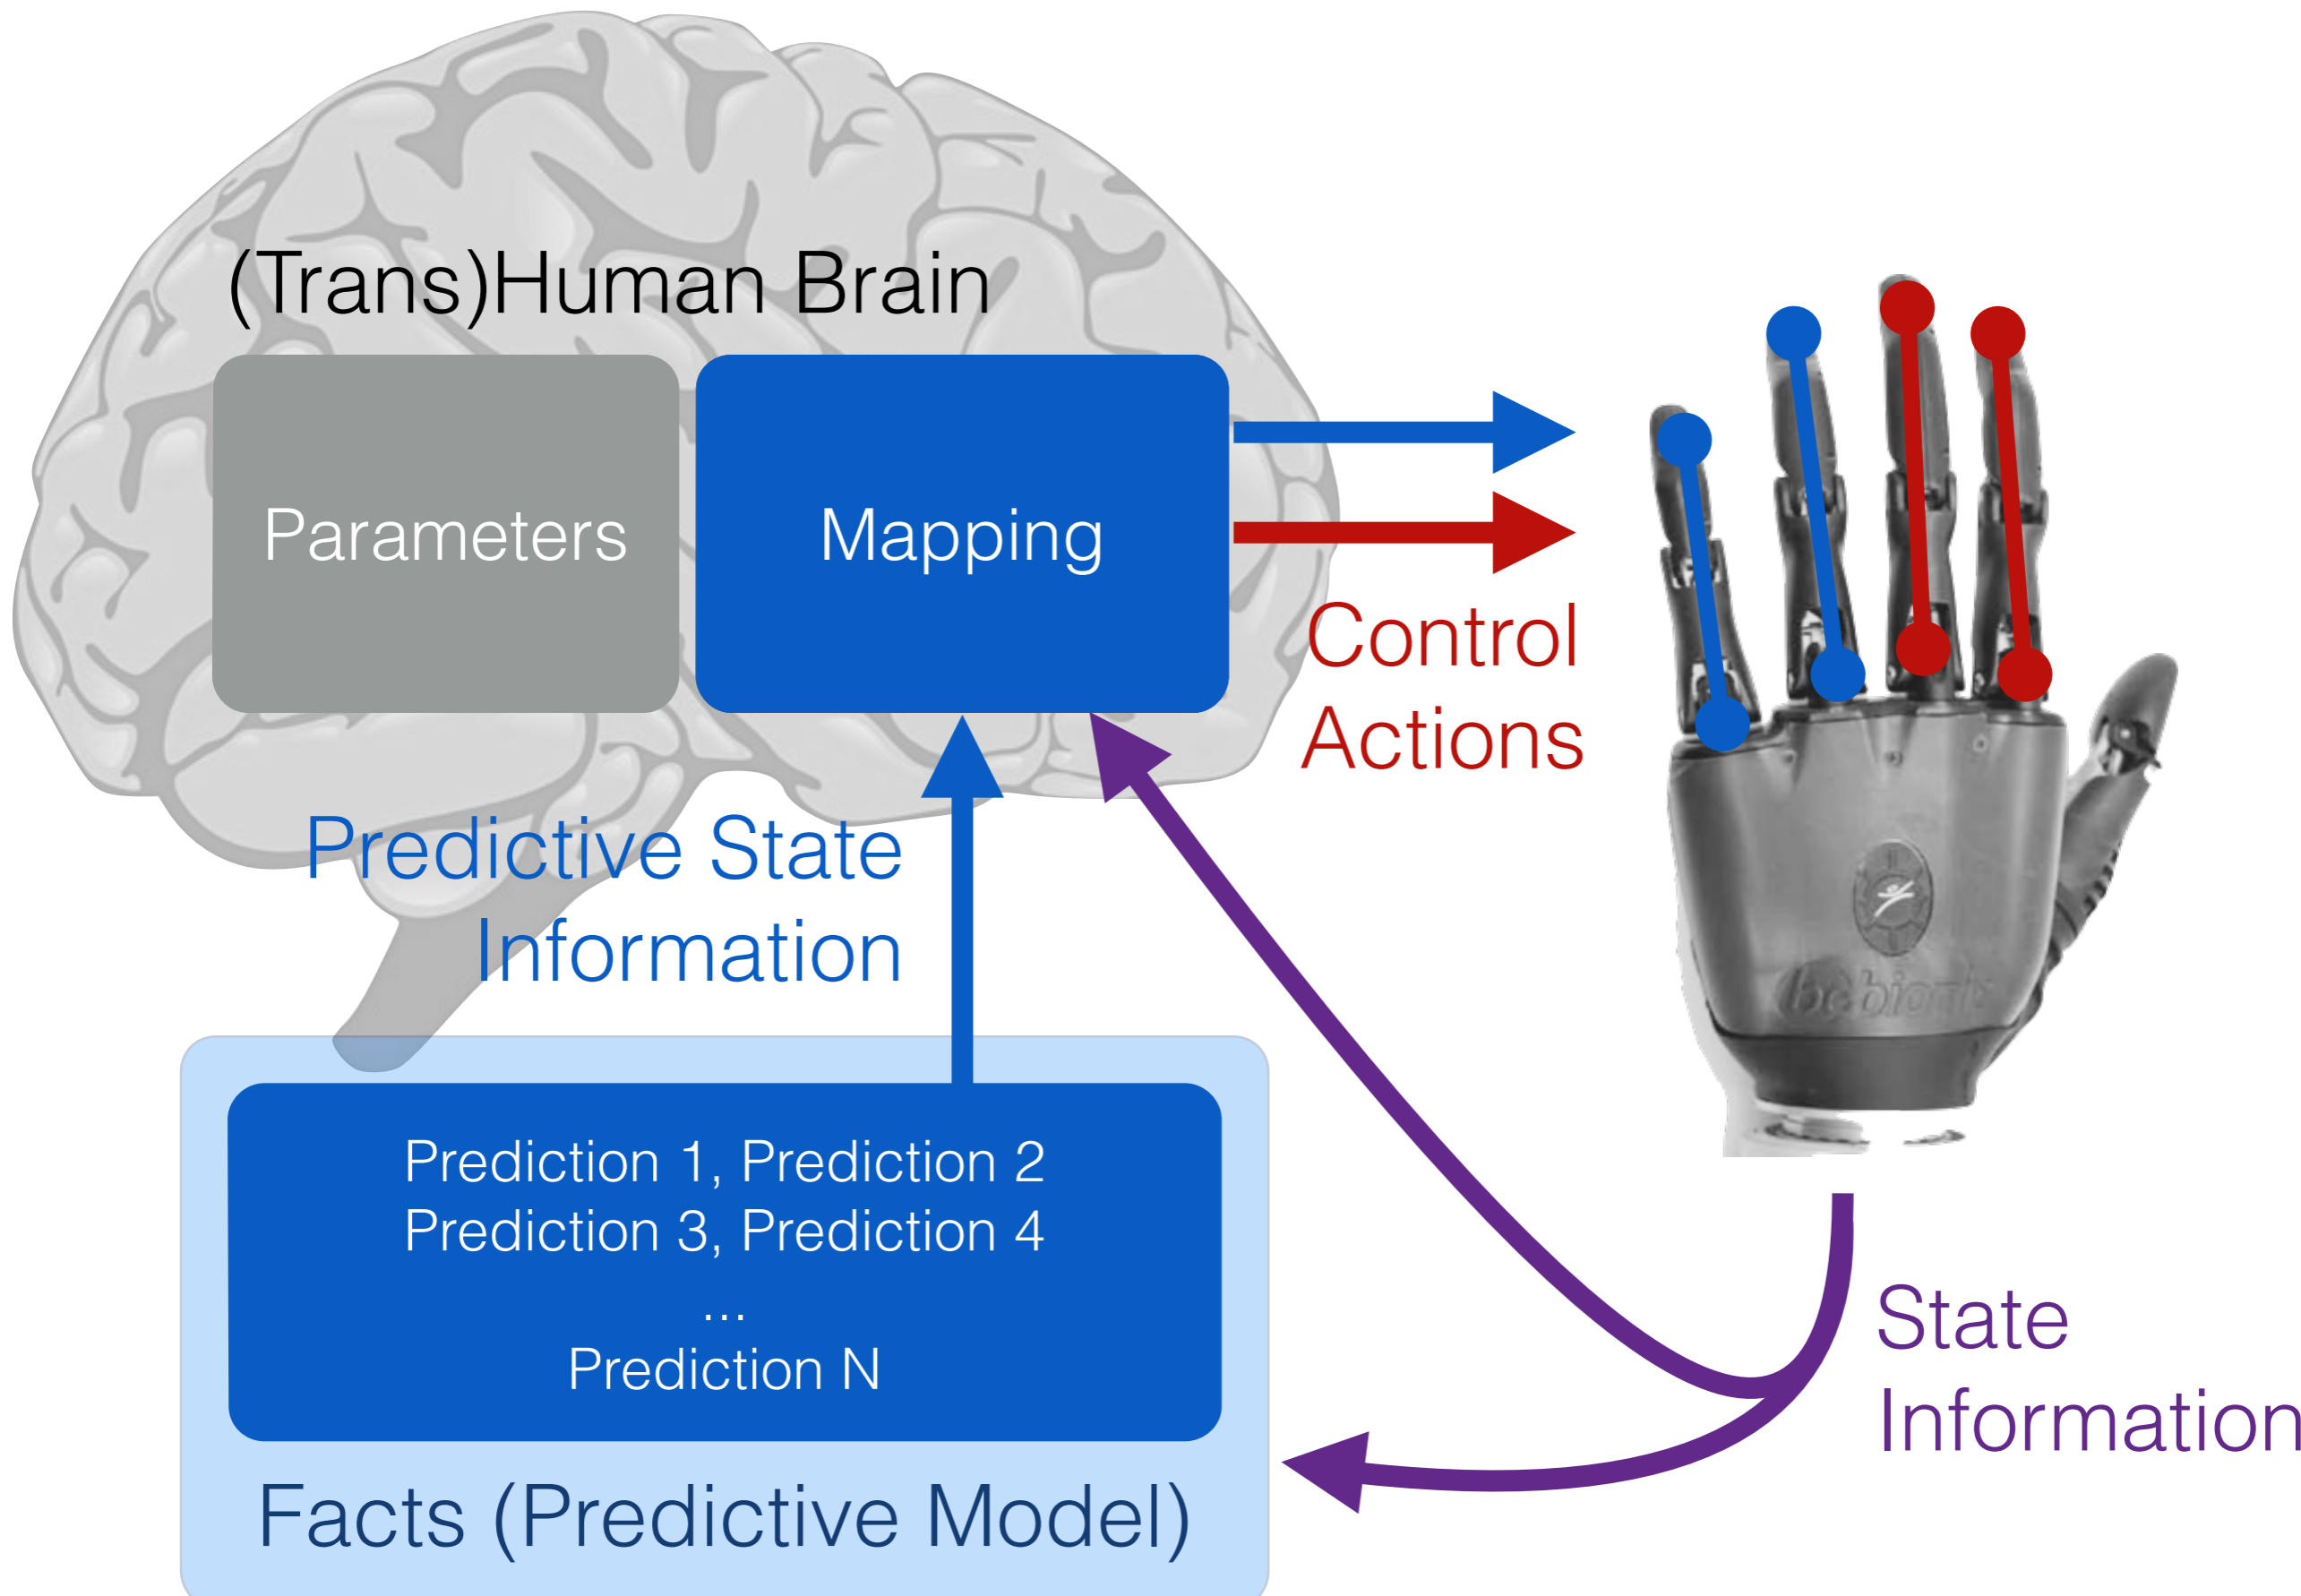 (Trans)Human Brain
Parameters
Mapping
Control
Actions
Predictive State
Information
bebionic
Prediction 1, Prediction 2
Prediction 3, Prediction 4
...
Prediction N
Facts (Predictive Model)
State
Information